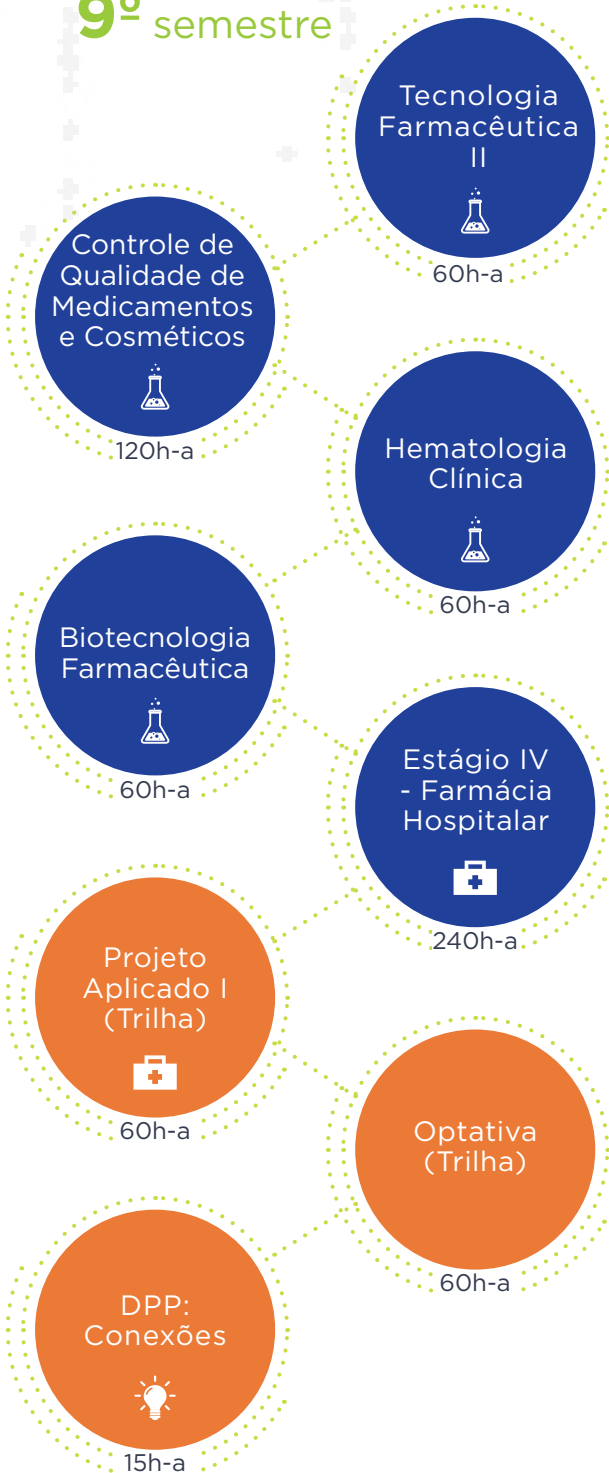 9º semestre
Tecnologia
Farmacêutica
II
60h-a
Controle de
Qualidade de
Medicamentos
e Cosméticos
120h-a
Hematologia
Clínica
60h-a
Biotecnologia
Farmacêutica
60h-a
Estágio IV
- Farmácia
Hospitalar
240h-a
Projeto
Aplicado I
(Trilha)
60h-a
Optativa
(Trilha)
60h-a
DPP:
Conexões
15h-a